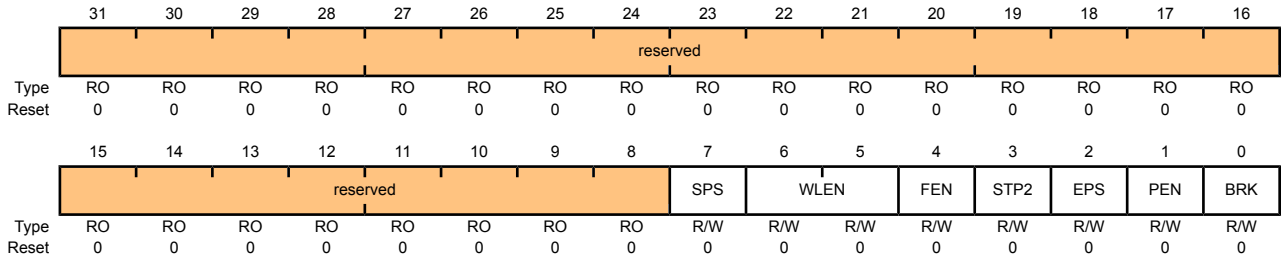 31 30 29 28 27 26 25 24 23 22 21 20 19 18 17 16
reserved
Type RO RO RO RO RO RO RO RO RO RO RO RO RO RO RO RO
Reset 0 0 0 0 0 0 0 0 0 0 0 0 0 0 0 0
15 14 13 12 11 10 9 8 7 6 5 4 3 2 1 0
reserved SPS WLEN FEN STP2 EPS PEN BRK
Type RO RO RO RO RO RO RO RO R/W R/W R/W R/W R/W R/W R/W R/W
Reset 0 0 0 0 0 0 0 0 0 0 0 0 0 0 0 0